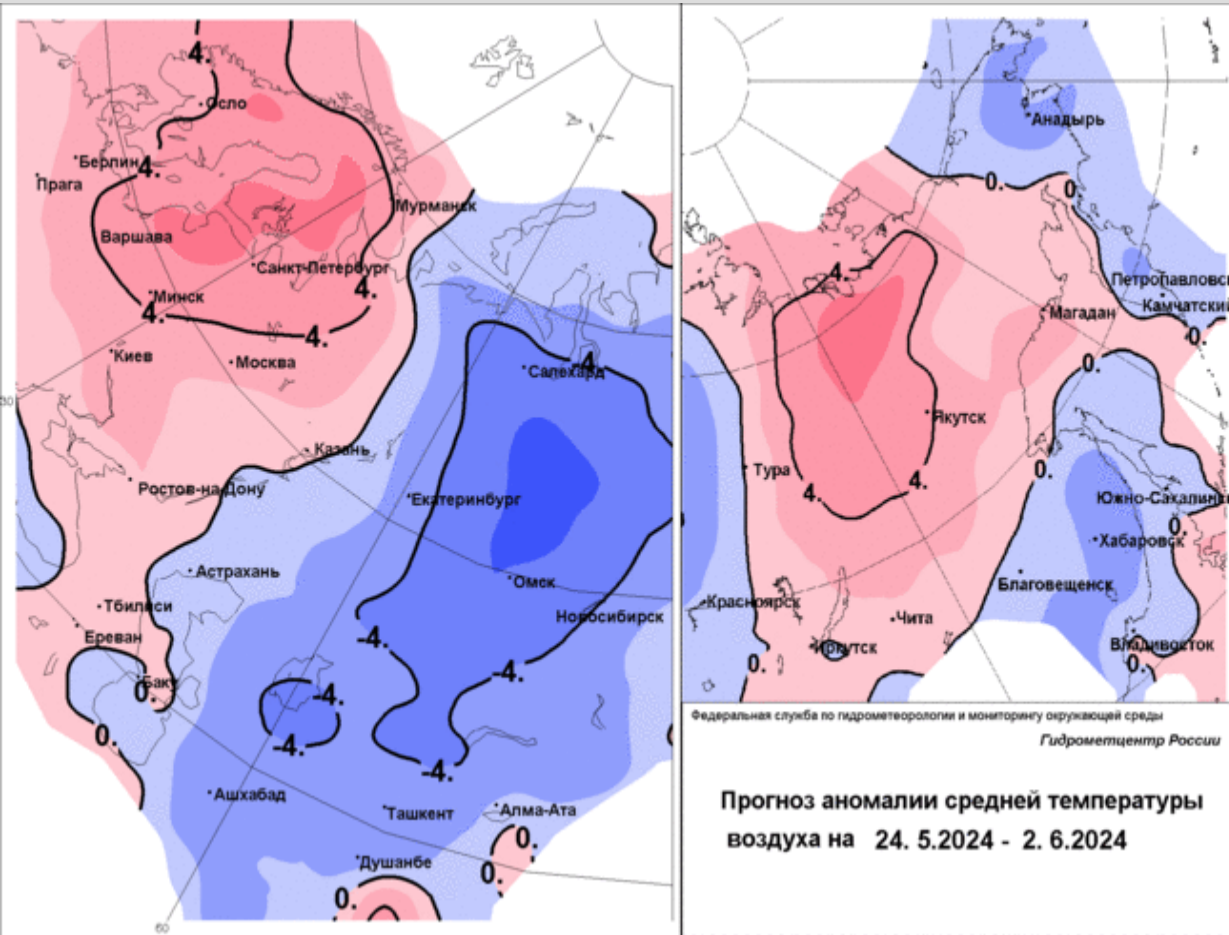 4.
Осло
Берлин
4.
Прага
Мурманск
Варшава
Санкт-Петербург
Минск
4.
4.
4.
Киев
Москва
-4
Салехард
30
Казань
Ростов-на-Дону
Екатеринбург
Астрахань
Омск
Тбилиси
Новосибирск
Ереван
-4.
-4.
Баку
0.
-4.
0.
-4.
-4.
Ашхабад
Ташкент
Алма-Ата
0.
Душанбе
0.
0.
60
Анадырь
0.
0.
4.
Петропавловск
Камчатский
Магадан
0.
0.
Якутск
Тура
0.
4.
4.
Южно-Сахалинск
0.
Хабаровск
Благовещенск
Красноярск
Чита
Иркутск
Владивосток
0.
0.
Федеральная служба по гидрометеорологии и мониторингу окружающей среды
Гидрометцентр России
Прогноз аномалии средней температуры
воздуха на 24. 5.2024 - 2. 6.2024